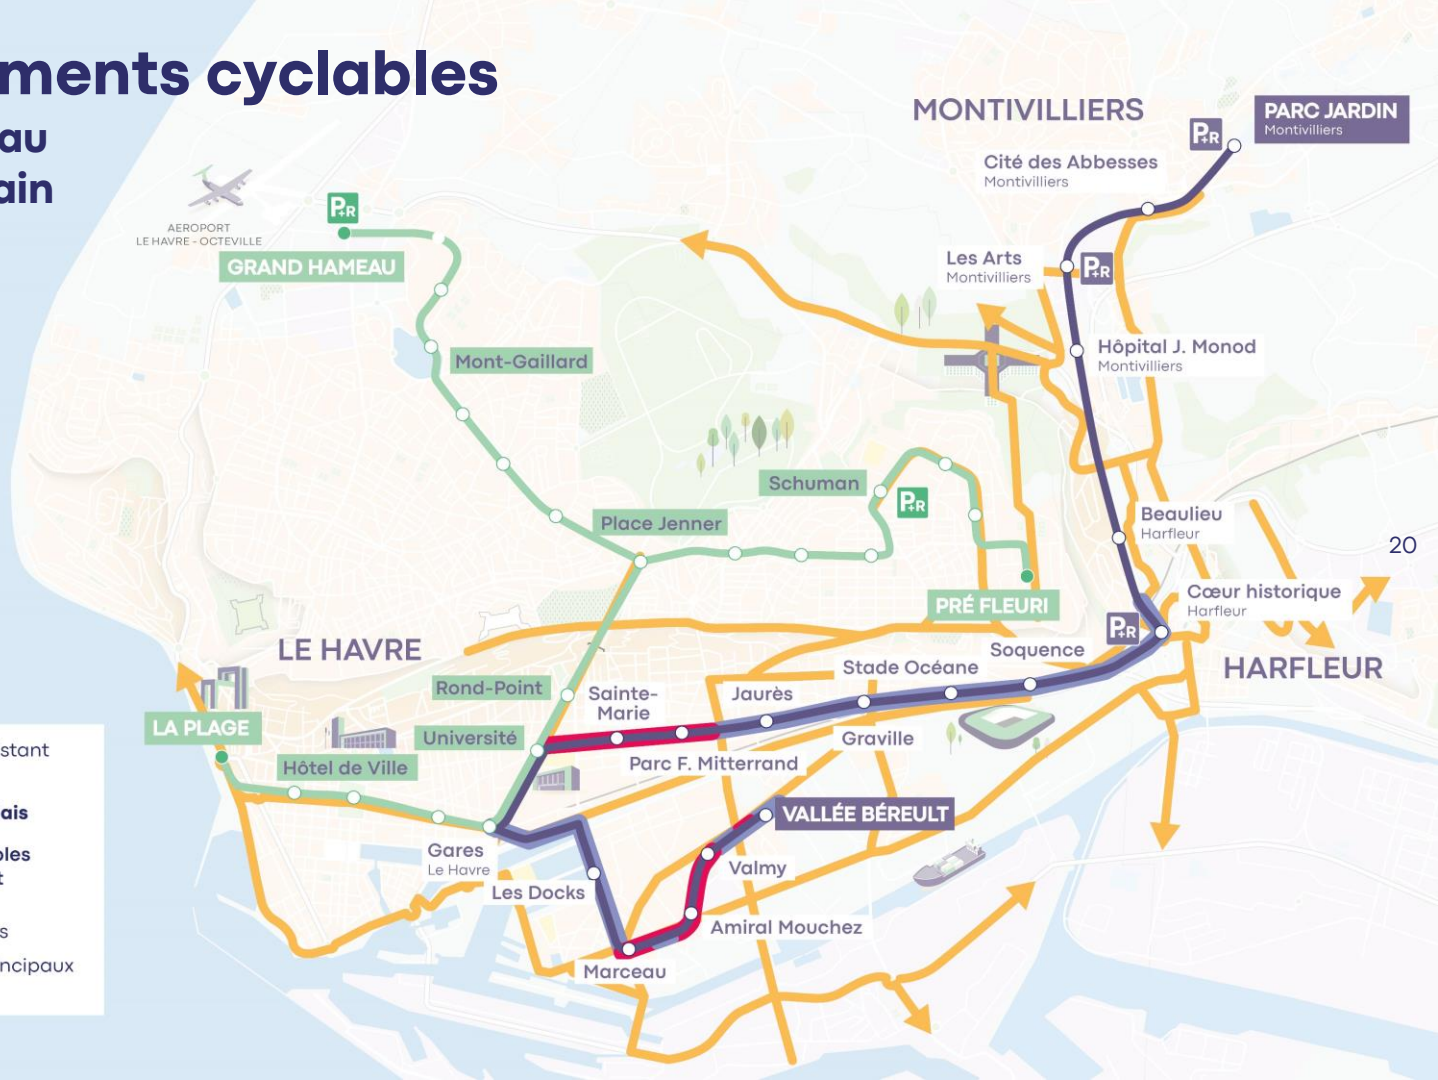 ments cyclables
au
ain
MONTIVILLIERS
PARC JARDIN
Montivilliers
P+R
Cité des Abbesses
Montivilliers
P+R
AEROPORT
LE HAVRE - OCTEVILLE
GRAND HAMEAU
Les Arts
Montivilliers
P+R
Hôpital J. Monod
Montivilliers
Mont-Gaillard
Schuman
P+R
Place Jenner
Beaulieu
Harfleur
20
PRÉ FLEURI
Cœur historique
Harfleur
P+R
LE HAVRE
Soquence
HARFLEUR
Stade Océane
Rond-Point
Sainte-
Marie
Jaurès
LA PLAGE
Université
Graville
Hôtel de Ville
Parc F. Mitterrand
VALLÉE BÉREULT
Gares
Le Havre
Valmy
Les Docks
Amiral Mouchez
Marceau
stant
ais
les
t
s
ncipaux